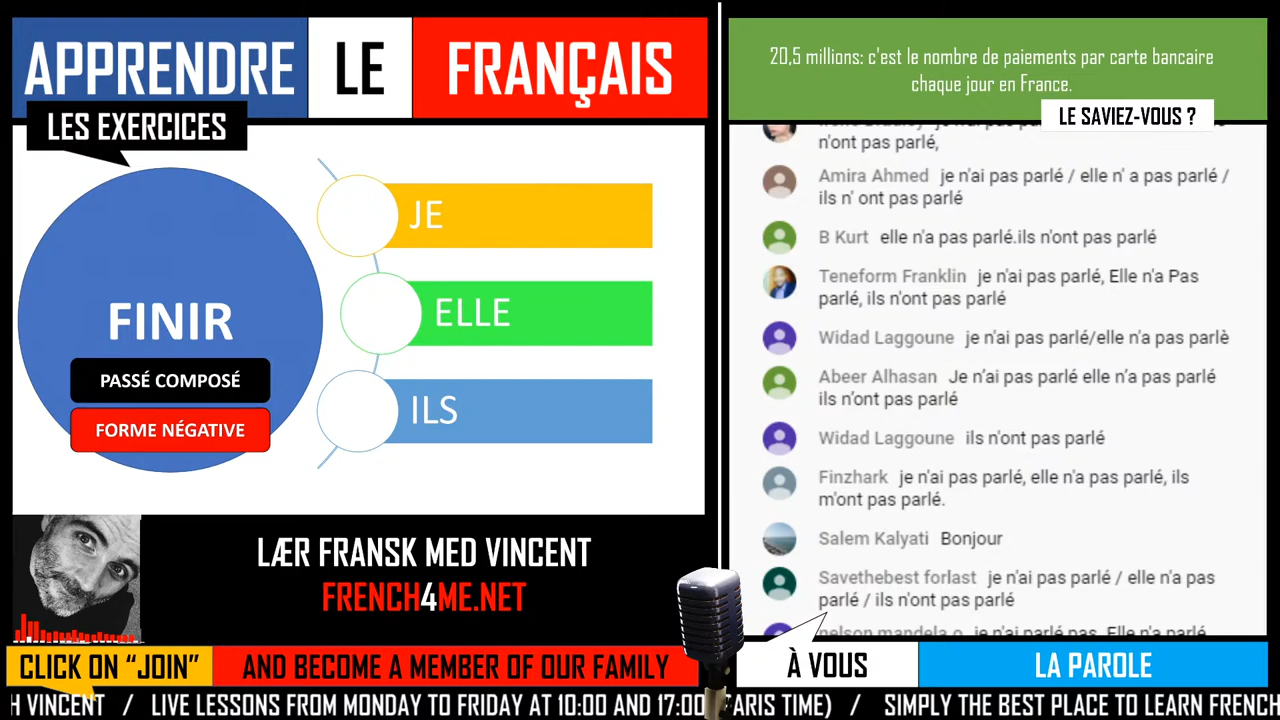 APPRENDRE LE FRANÇAIS
LES EXERCICES
FINIR
PASSÉ COMPOSÉ
FORME NÉGATIVE
JE
ELLE
ILS
20,5 millions: c'est le nombre de paiements par carte bancaire
chaque jour en France.
LE SAVIEZ-VOUS ?
n'ont pas parlé,
Amira Ahmed je n'ai pas parlé / elle n' a pas parlé /
ils n' ont pas parlé
B Kurt elle n'a pas parlé.ils n'ont pas parlé
Teneform Franklin je n'ai pas parlé, Elle n'a Pas
parlé, ils n'ont pas parlé
Widad Laggoune je n'ai pas parlé/elle n'a pas parlè
Abeer Alhasan Je n'ai pas parlé elle n'a pas parlé
ils n'ont pas parlé
Widad Laggoune ils n'ont pas parlé
Finzhark je n'ai pas parlé, elle n'a pas parlé, ils
m'ont pas parlé.
Salem Kalyati Bonjour
Savethebest forlast je n'ai pas parlé / elle n'a pas
parlé / ils n'ont pas parlé
nelson mandela o je n'ai parlé pas, Elle n'a parlé
LÆR FRANSK MED VINCENT
FRENCH4ME.NET
CLICK ON “JOIN” AND BECOME A MEMBER OF OUR FAMILY
À VOUS LA PAROLE
H VINCENT / LIVE LESSONS FROM MONDAY TO FRIDAY AT 10:00 AND 17:00 (PARIS TIME) / SIMPLY THE BEST PLACE TO LEARN FRENCH